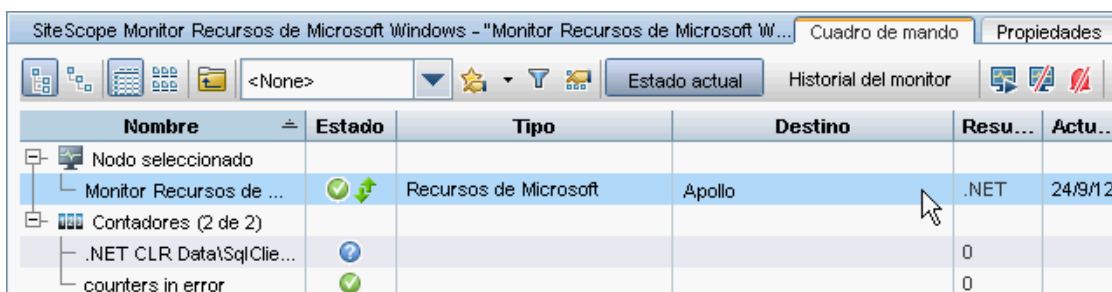 SiteScope Monitor Recursos de Microsoft Windows - "Monitor Recursos de Microsoft W... Cuadro de mando Propiedades
<None> Estado actual Historial del monitor
Nombre Estado Tipo Destino Resu... Actu...
Nodo seleccionado
Monitor Recursos de ... Recursos de Microsoft Apollo .NET 24/9/12
Contadores (2 de 2)
.NET CLR Data\SqlClie... 0
counters in error 0